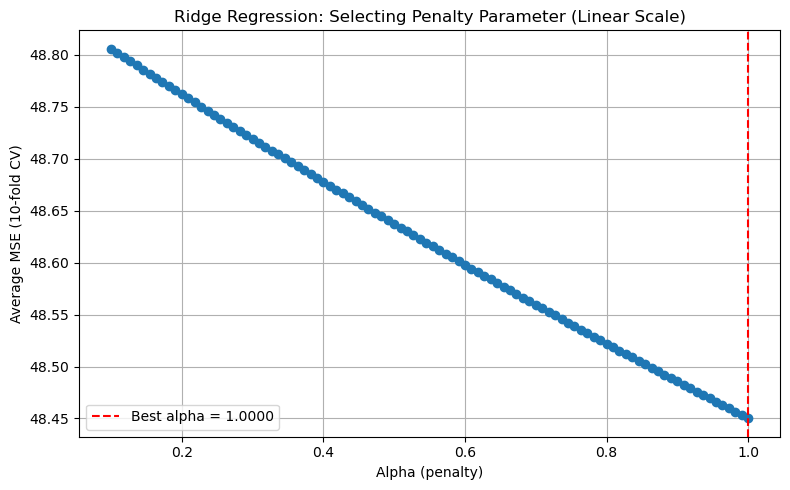 Ridge Regression: Selecting Penalty Parameter (Linear Scale)
Average MSE (10-fold CV)
48.80
48.75
48.70
48.65
48.60
48.55
48.50
48.45
Best alpha = 1.0000
0.2 0.4 0.6 0.8 1.0
Alpha (penalty)